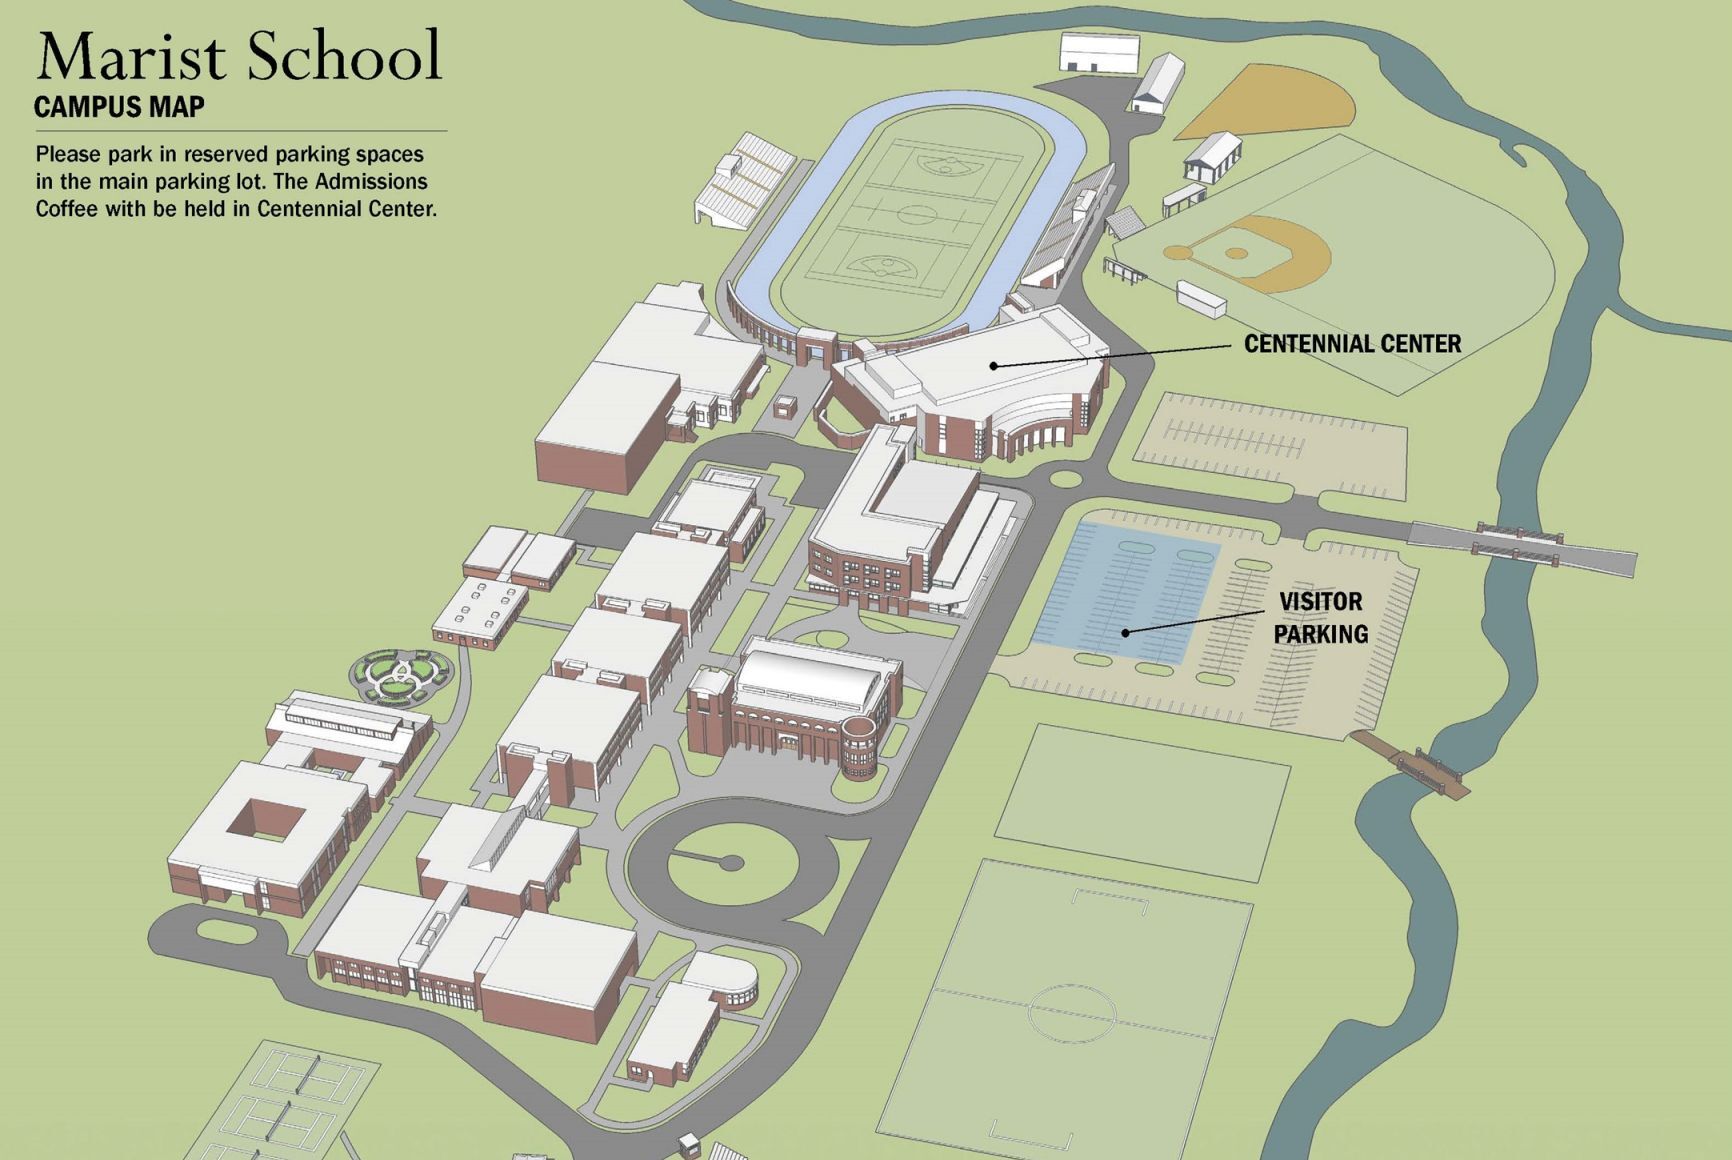 Marist School
CAMPUS MAP
Please park in reserved parking spaces
in the main parking lot. The Admissions
Coffee with be held in Centennial Center.
CENTENNIAL CENTER
VISITOR
PARKING